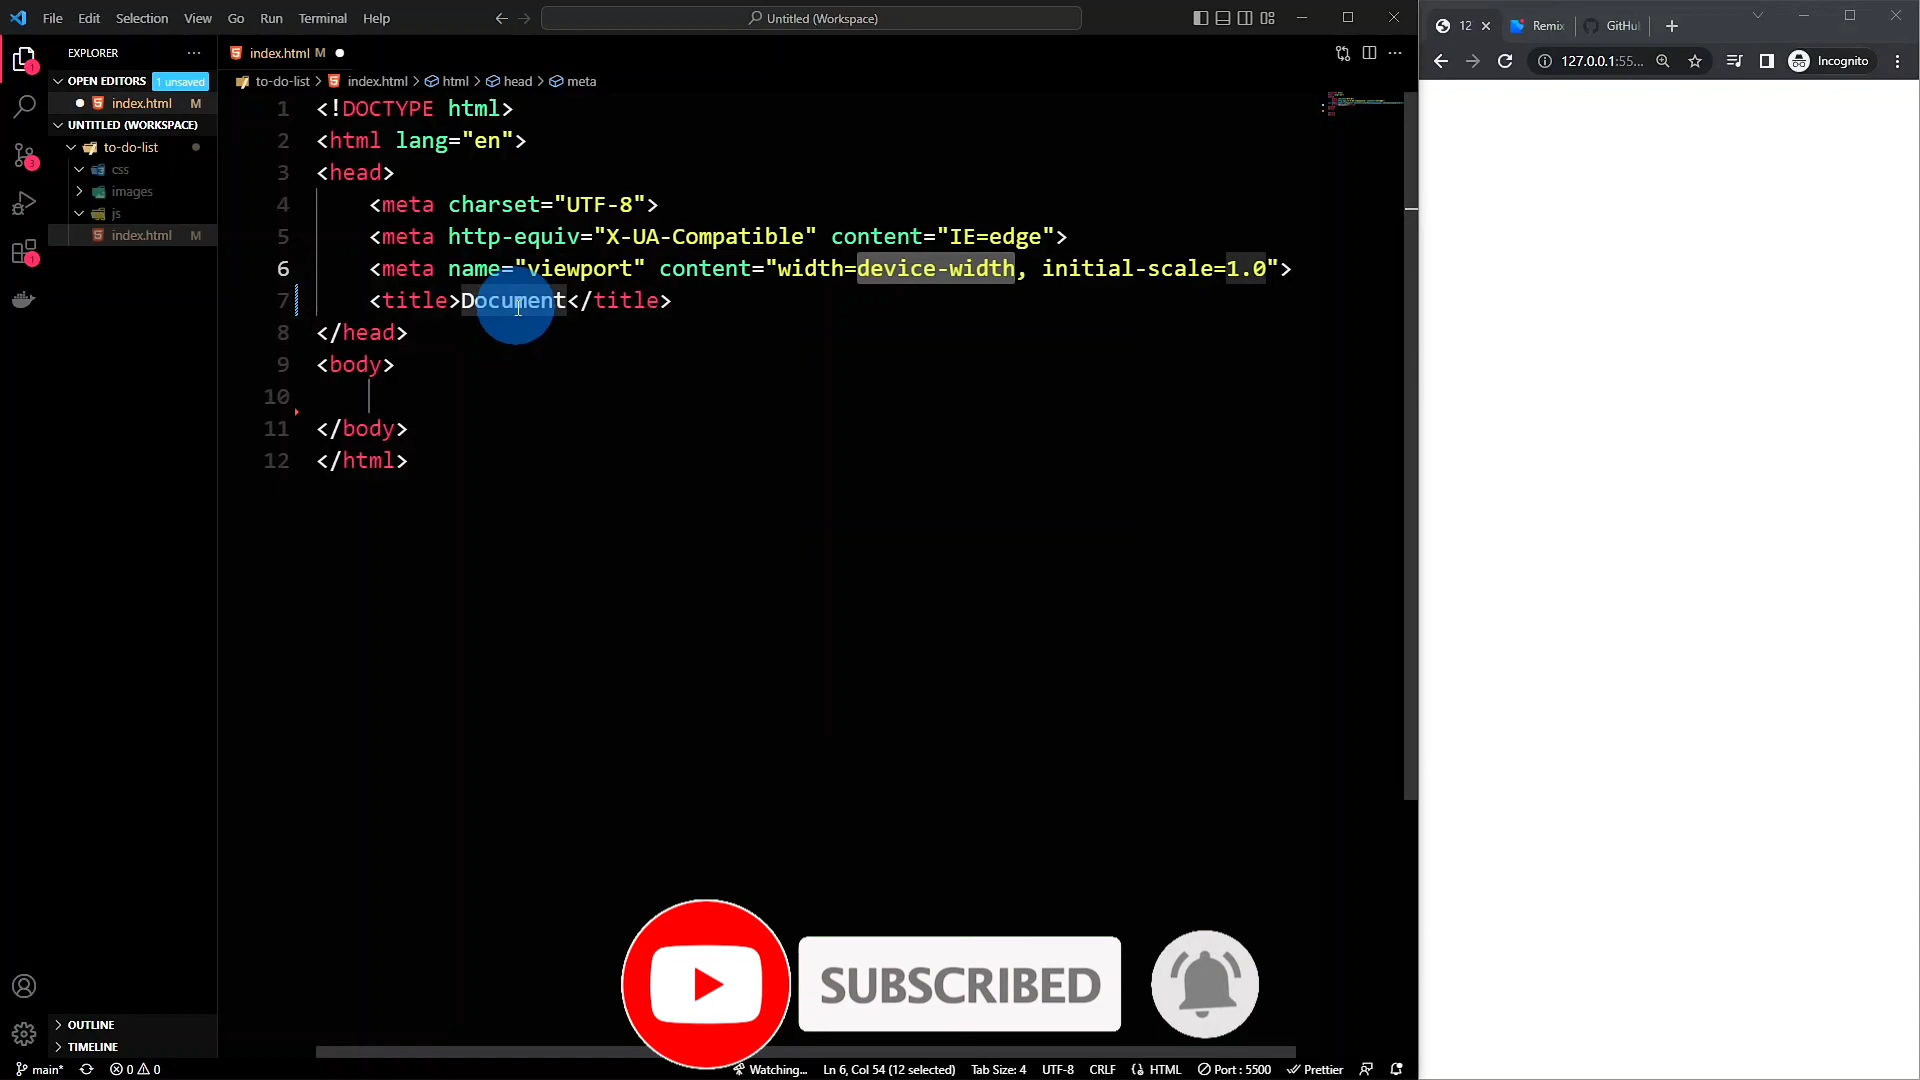 File Edit Selection View Go Run Terminal Help
Untitled (Workspace)
12
Remix
GitHu
127.0.0.1:55...
Incognito
EXPLORER
OPEN EDITORS 1 unsaved
index.html M
UNTITLED (WORKSPACE)
to-do-list
css
images
js
index.html M
index.html M
to-do-list > index.html > html > head > meta
1 <!DOCTYPE html>
2 <html lang="en">
3 <head>
4 <meta charset="UTF-8">
5 <meta http-equiv="X-UA-Compatible" content="IE=edge">
6 <meta name="viewport" content="width=device-width, initial-scale=1.0">
7 <title>Document</title>
8 </head>
9 <body>
10
11 </body>
12 </html>
SUBSCRIBED
OUTLINE
TIMELINE
main* 0 0 Watching... Ln 6, Col 54 (12 selected) Tab Size: 4 UTF-8 CRLF HTML Port : 5500 Prettier
1
3
1